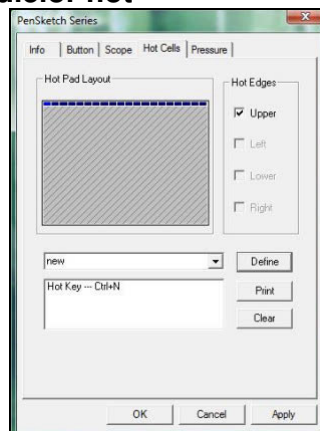 PenSketch Series
Info Button Scope Hot Cells Pressure
Hot Pad Layout
Hot Edges
Upper
Left
Lower
Right
new
Define
Hot Key --- Ctrl+N
Print
Clear
OK Cancel Apply